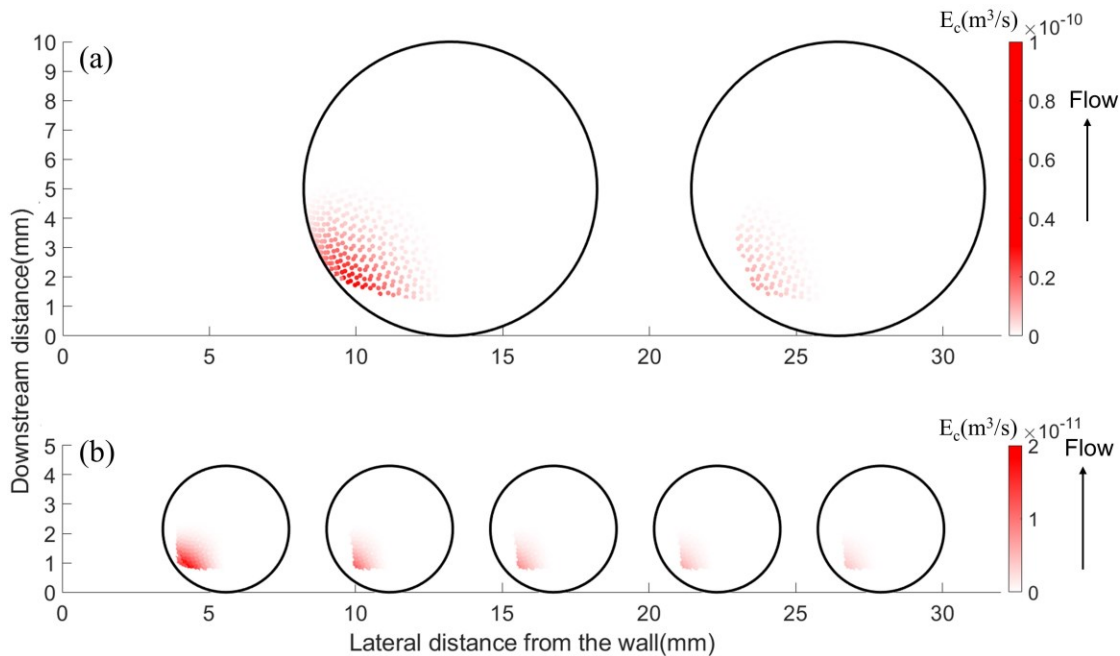 E_c(m³/s) ×10⁻¹⁰
(a)
10
9
8
7
6
5
4
3
2
1
0
0 5 10 15 20 25 30
1
0.8
0.6
0.4
0.2
0
Flow
Downstream distance(mm)
E_c(m³/s) ×10⁻¹¹
(b)
5
4
3
2
1
0
0 5 10 15 20 25 30
2
1
0
Flow
Lateral distance from the wall(mm)